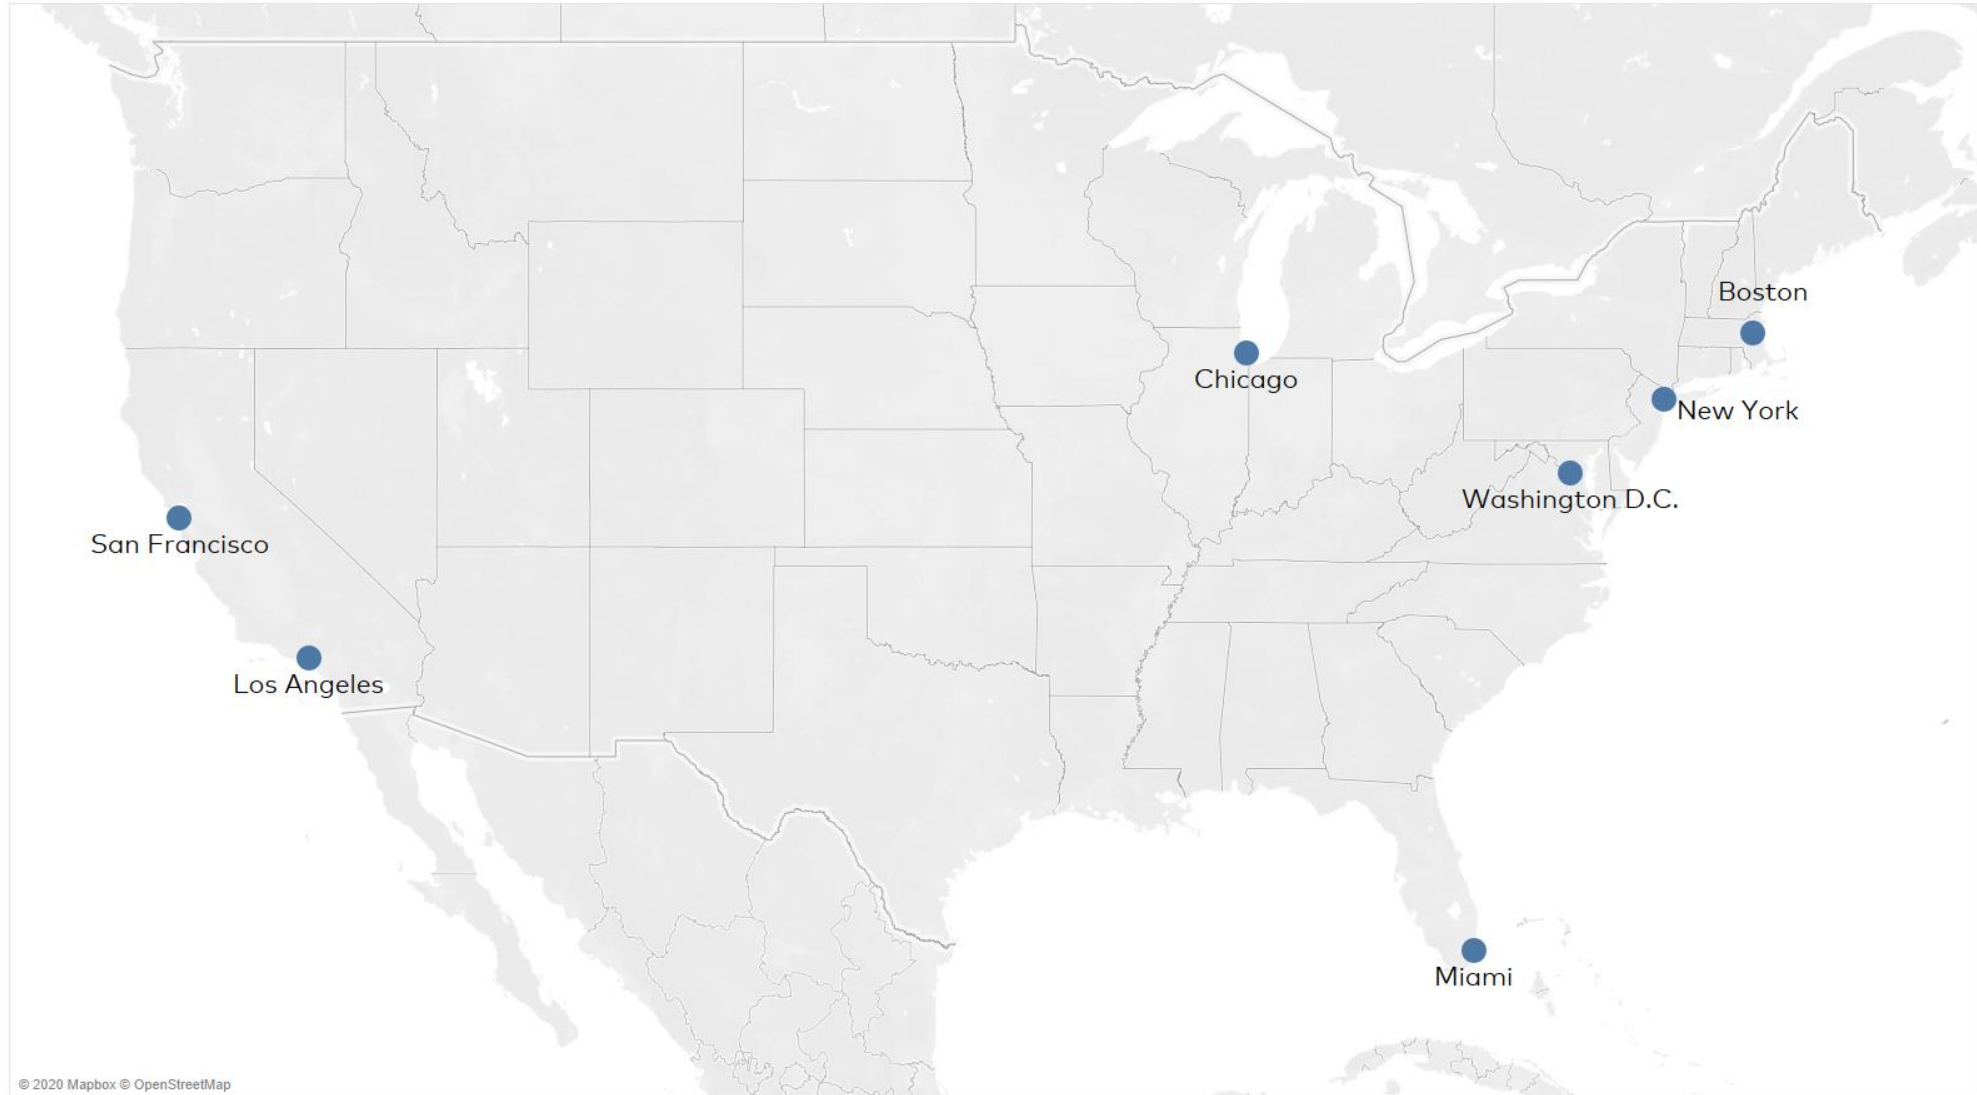 Boston
Chicago
New York
Washington D.C.
San Francisco
Los Angeles
Miami
© 2020 Mapbox © OpenStreetMap